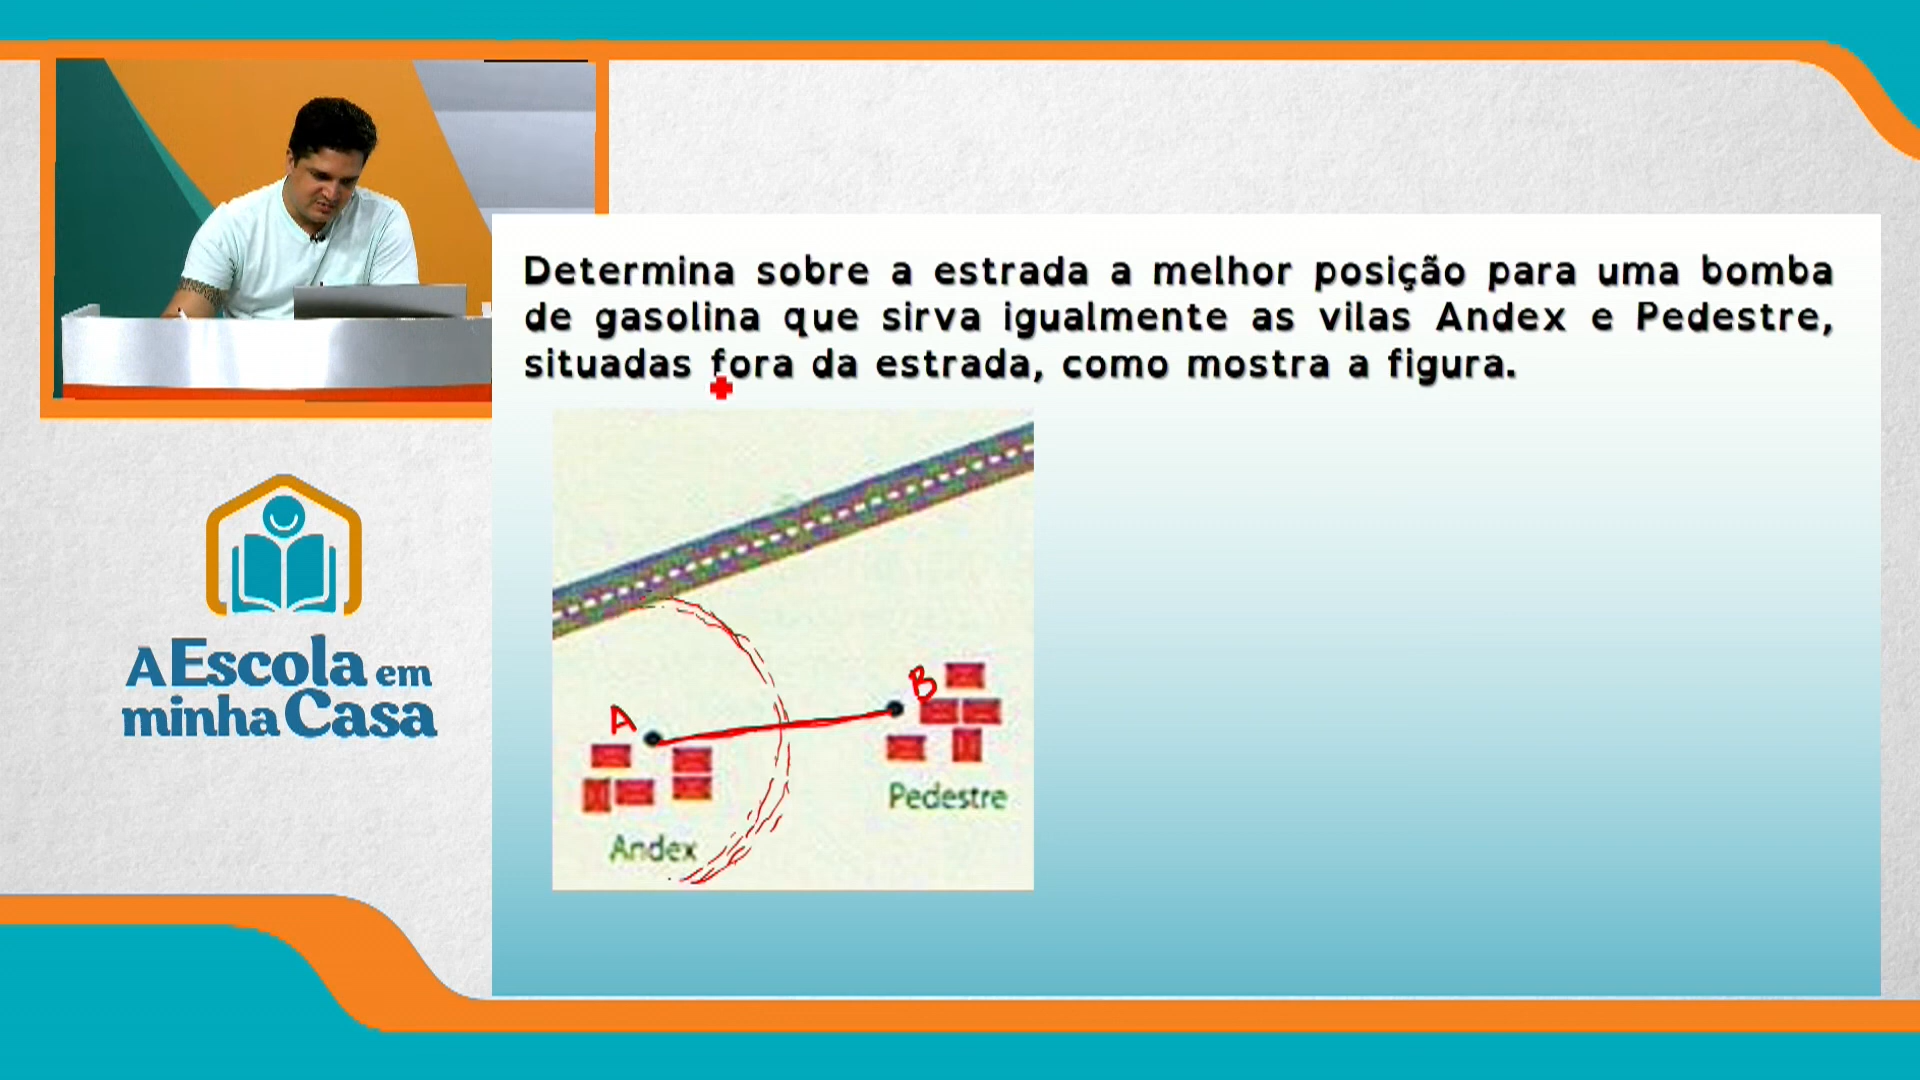 Determina sobre a estrada a melhor posição para uma bomba
de gasolina que sirva igualmente as vilas Andex e Pedestre,
situadas fora da estrada, como mostra a figura.
A
B
Pedestre
Andex
A Escola em
minha Casa